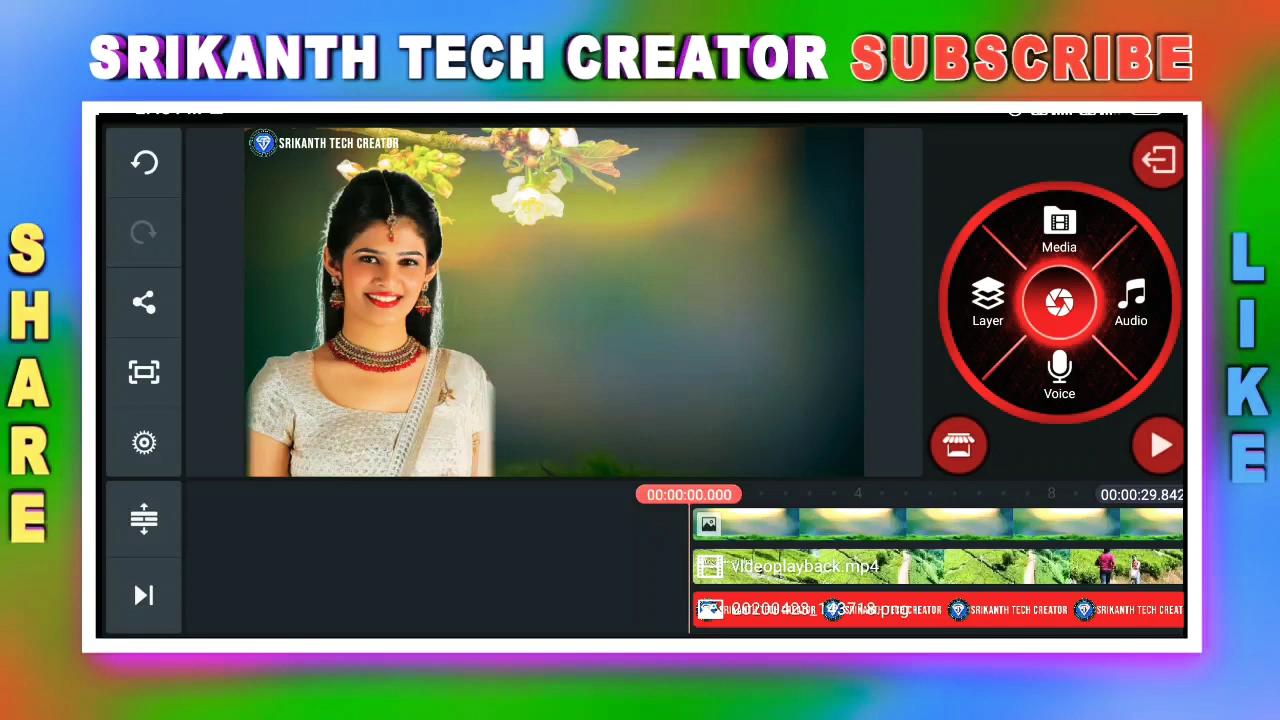 SRIKANTH TECH CREATOR SUBSCRIBE
SRIKANTH TECH CREATOR
Media
Layer
Audio
Voice
00:00:00.000
4
8
00:00:29.842
videoplayback.mp4
SRIKANTH TECH CREATOR
SRIKANTH TECH CREAT
SHARE
LIKE